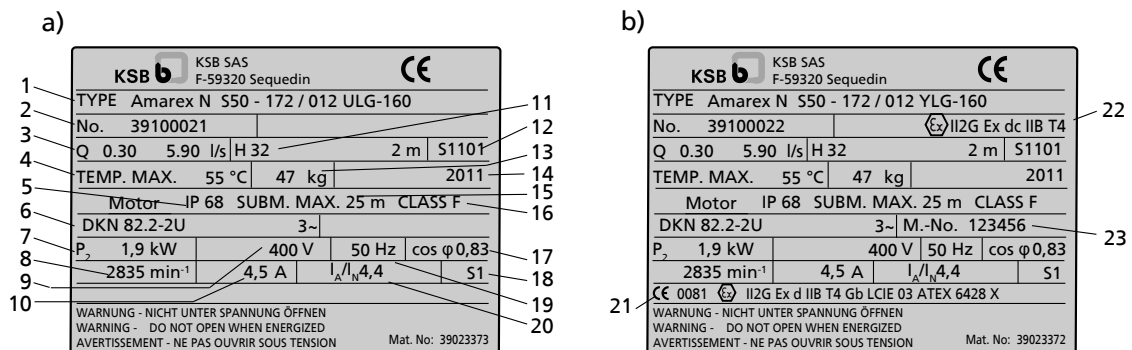 a)
KSB b
KSB SAS
F-59320 Sequedin
CE
TYPE Amarex N S50 - 172 / 012 ULG-160
No. 39100021
Q 0.30 5.90 l/s H 32 2 m S1101
TEMP. MAX. 55 °C 47 kg 2011
Motor IP 68 SUBM. MAX. 25 m CLASS F
DKN 82.2-2U 3~
P2 1,9 kW 400 V 50 Hz cos φ 0,83
2835 min-1 4,5 A IA/IN4,4 S1
WARNUNG - NICHT UNTER SPANNUNG ÖFFNEN
WARNING - DO NOT OPEN WHEN ENERGIZED
AVERTISSEMENT - NE PAS OUVRIR SOUS TENSION Mat. No: 39023373
1
2
3
4
5
6
7
8
9
10
11
12
13
14
15
16
17
18
19
20
b)
KSB b
KSB SAS
F-59320 Sequedin
CE
TYPE Amarex N S50 - 172 / 012 YLG-160
No. 39100022 Ex II2G Ex dc IIB T4
Q 0.30 5.90 l/s H 32 2 m S1101
TEMP. MAX. 55 °C 47 kg 2011
Motor IP 68 SUBM. MAX. 25 m CLASS F
DKN 82.2-2U 3~ M.-No. 123456
P2 1,9 kW 400 V 50 Hz cos φ 0,83
2835 min-1 4,5 A IA/IN4,4 S1
CE 0081 Ex II2G Ex d IIB T4 Gb LCIE 03 ATEX 6428 X
WARNUNG - NICHT UNTER SPANNUNG ÖFFNEN
WARNING - DO NOT OPEN WHEN ENERGIZED
AVERTISSEMENT - NE PAS OUVRIR SOUS TENSION Mat. No: 39023372
21
22
23